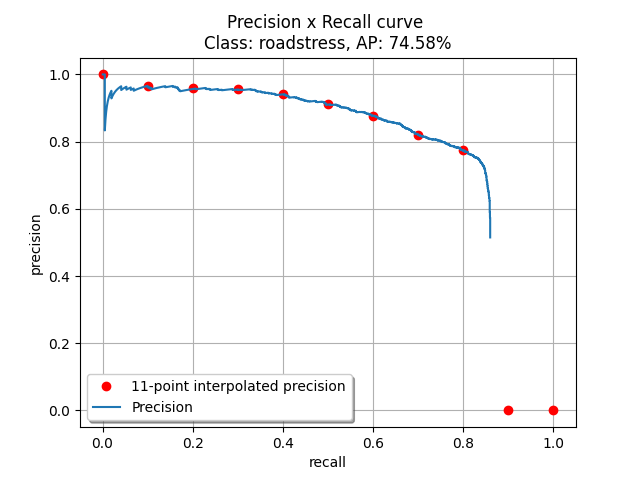 Precision x Recall curve
Class: roadstress, AP: 74.58%
1.0
0.8
0.6
0.4
0.2
0.0
precision
11-point interpolated precision
Precision
0.0 0.2 0.4 0.6 0.8 1.0
recall